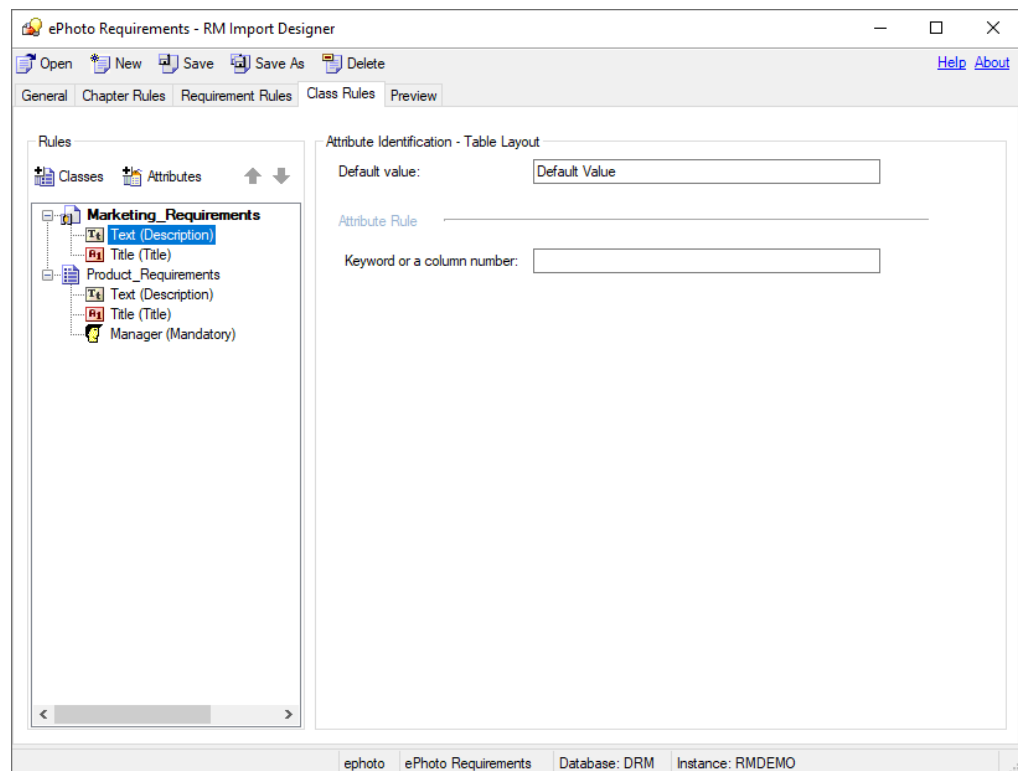 ePhoto Requirements - RM Import Designer
Open New Save Save As Delete Help About
General Chapter Rules Requirement Rules Class Rules Preview
Rules
Classes Attributes
Marketing_Requirements
Text (Description)
Title (Title)
Product_Requirements
Text (Description)
Title (Title)
Manager (Mandatory)
Attribute Identification - Table Layout
Default value: Default Value
Attribute Rule
Keyword or a column number:
ephoto ePhoto Requirements Database: DRM Instance: RMDEMO